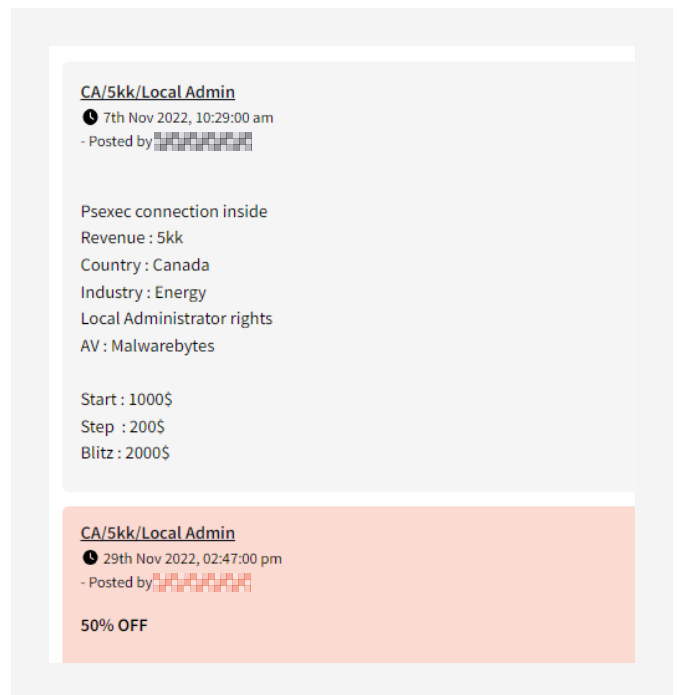 CA/5kk/Local Admin
7th Nov 2022, 10:29:00 am
- Posted by
Psexec connection inside
Revenue : 5kk
Country : Canada
Industry : Energy
Local Administrator rights
AV : Malwarebytes
Start : 1000$
Step : 200$
Blitz : 2000$
CA/5kk/Local Admin
29th Nov 2022, 02:47:00 pm
- Posted by
50% OFF